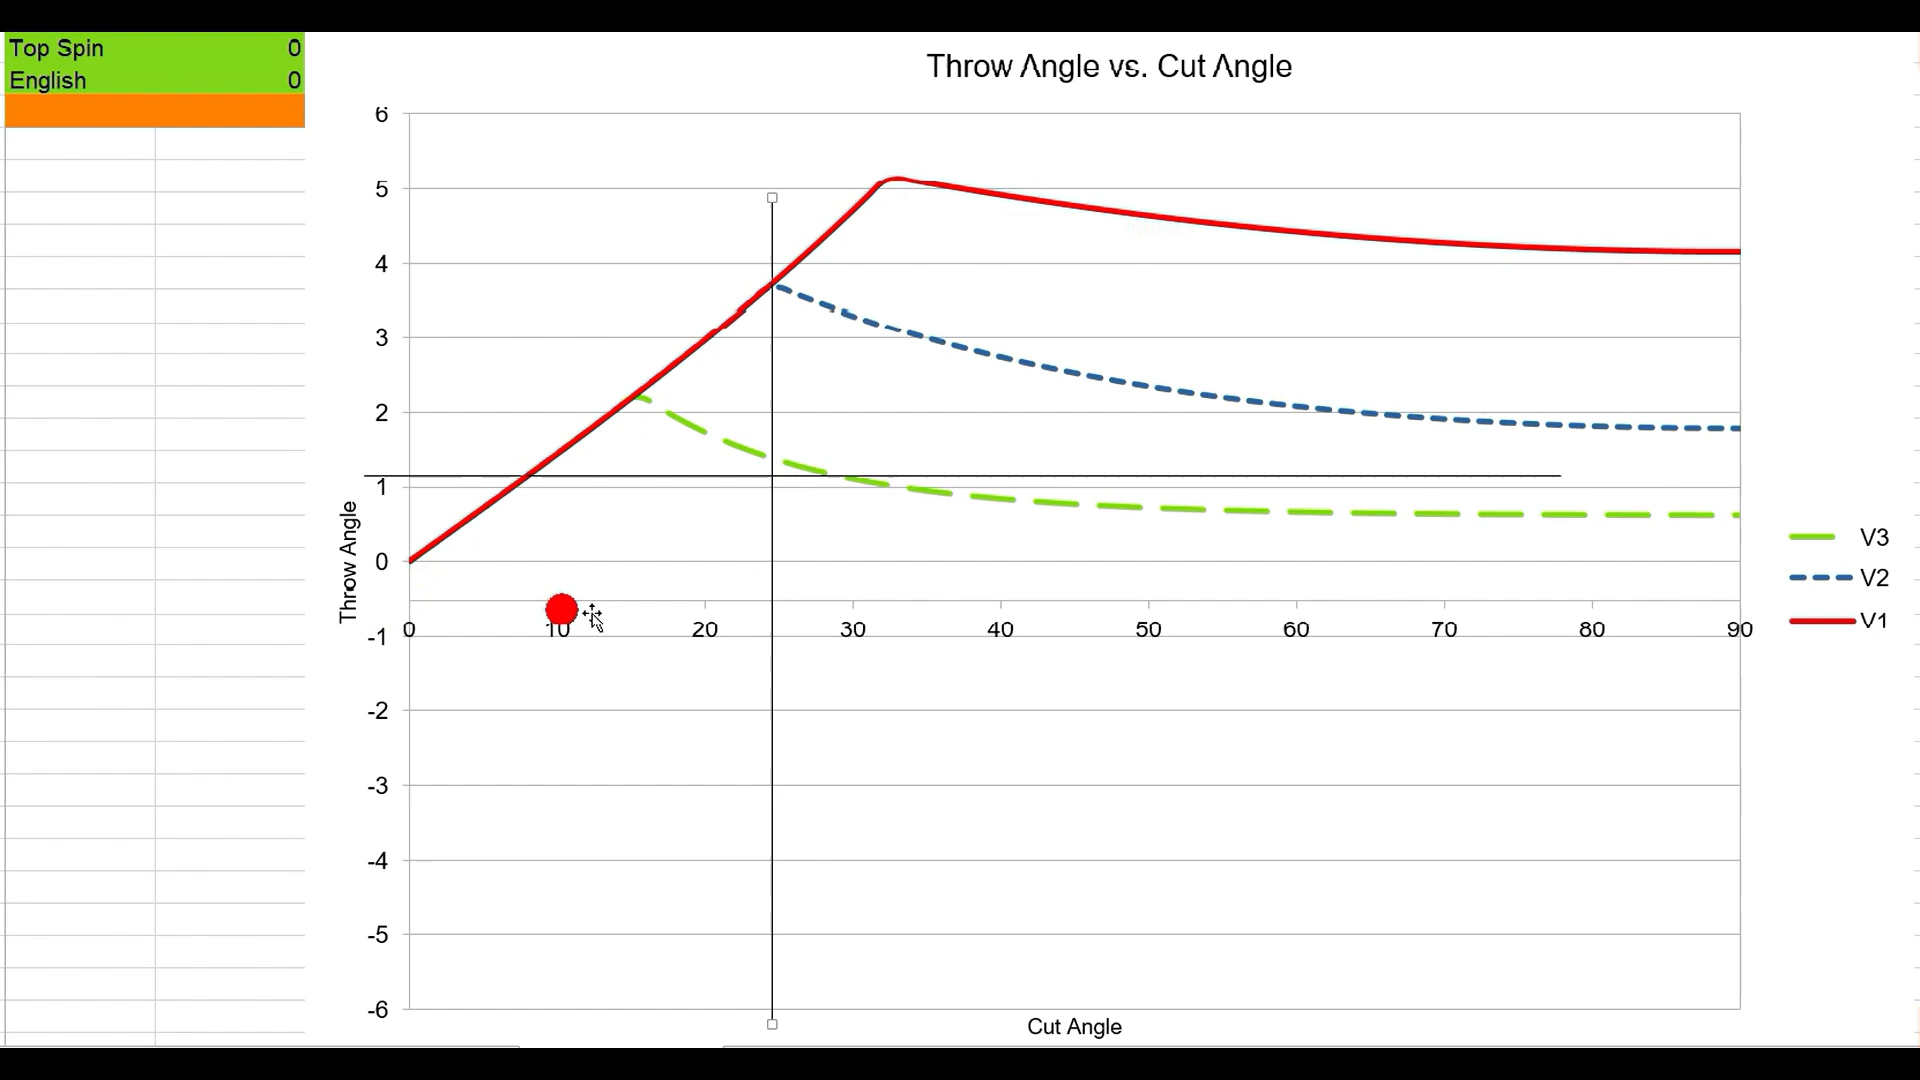 Top Spin 0
English 0
Throw Angle vs. Cut Angle
6
5
4
3
2
1
0
-1
-2
-3
-4
-5
-6
Throw Angle
0 10 20 30 40 50 60 70 80 90
Cut Angle
V3
V2
V1